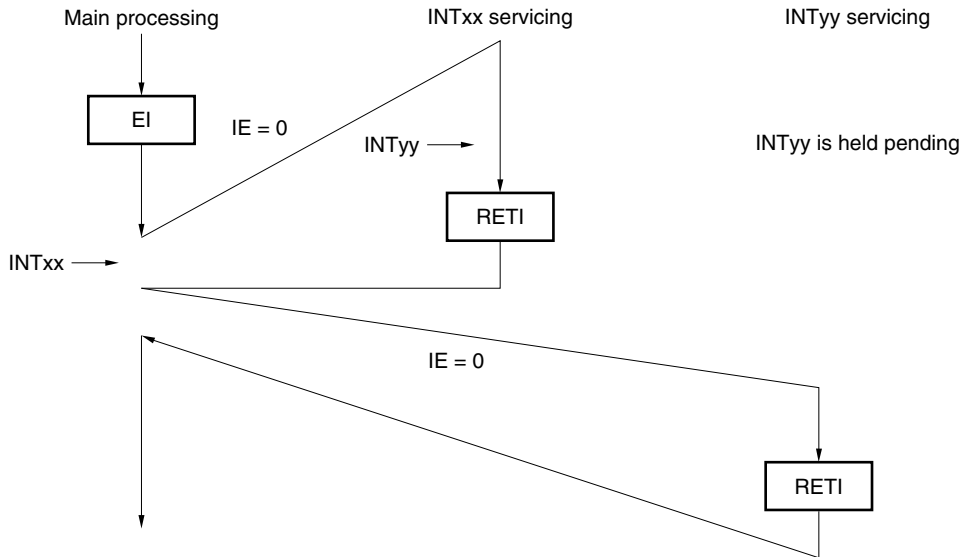 Main processing
INTxx servicing
INTyy servicing
EI
IE = 0
INTyy
INTyy is held pending
RETI
INTxx
IE = 0
RETI